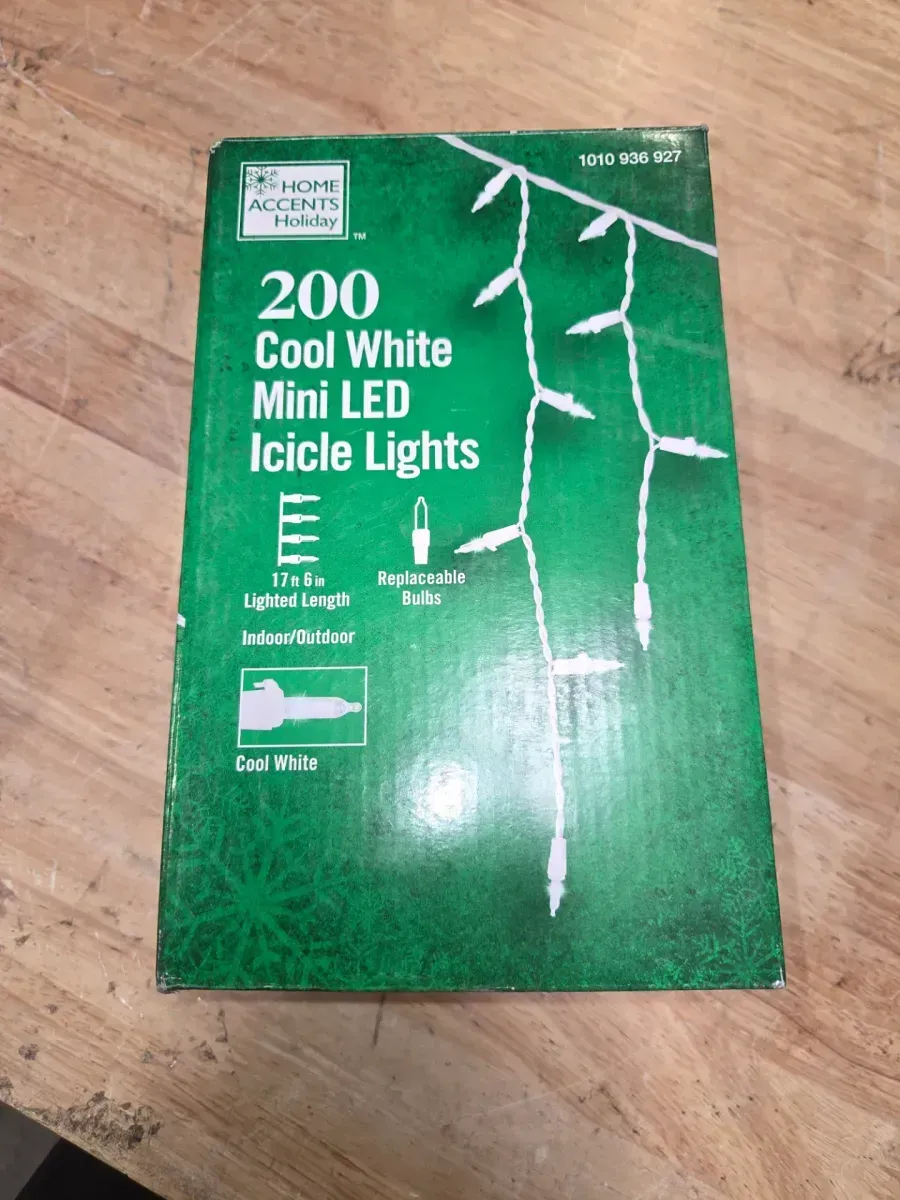 HOME
ACCENTS
Holiday
™
1010 936 927
200
Cool White
Mini LED
Icicle Lights
17 ft 6 in
Lighted Length
Replaceable
Bulbs
Indoor/Outdoor
Cool White